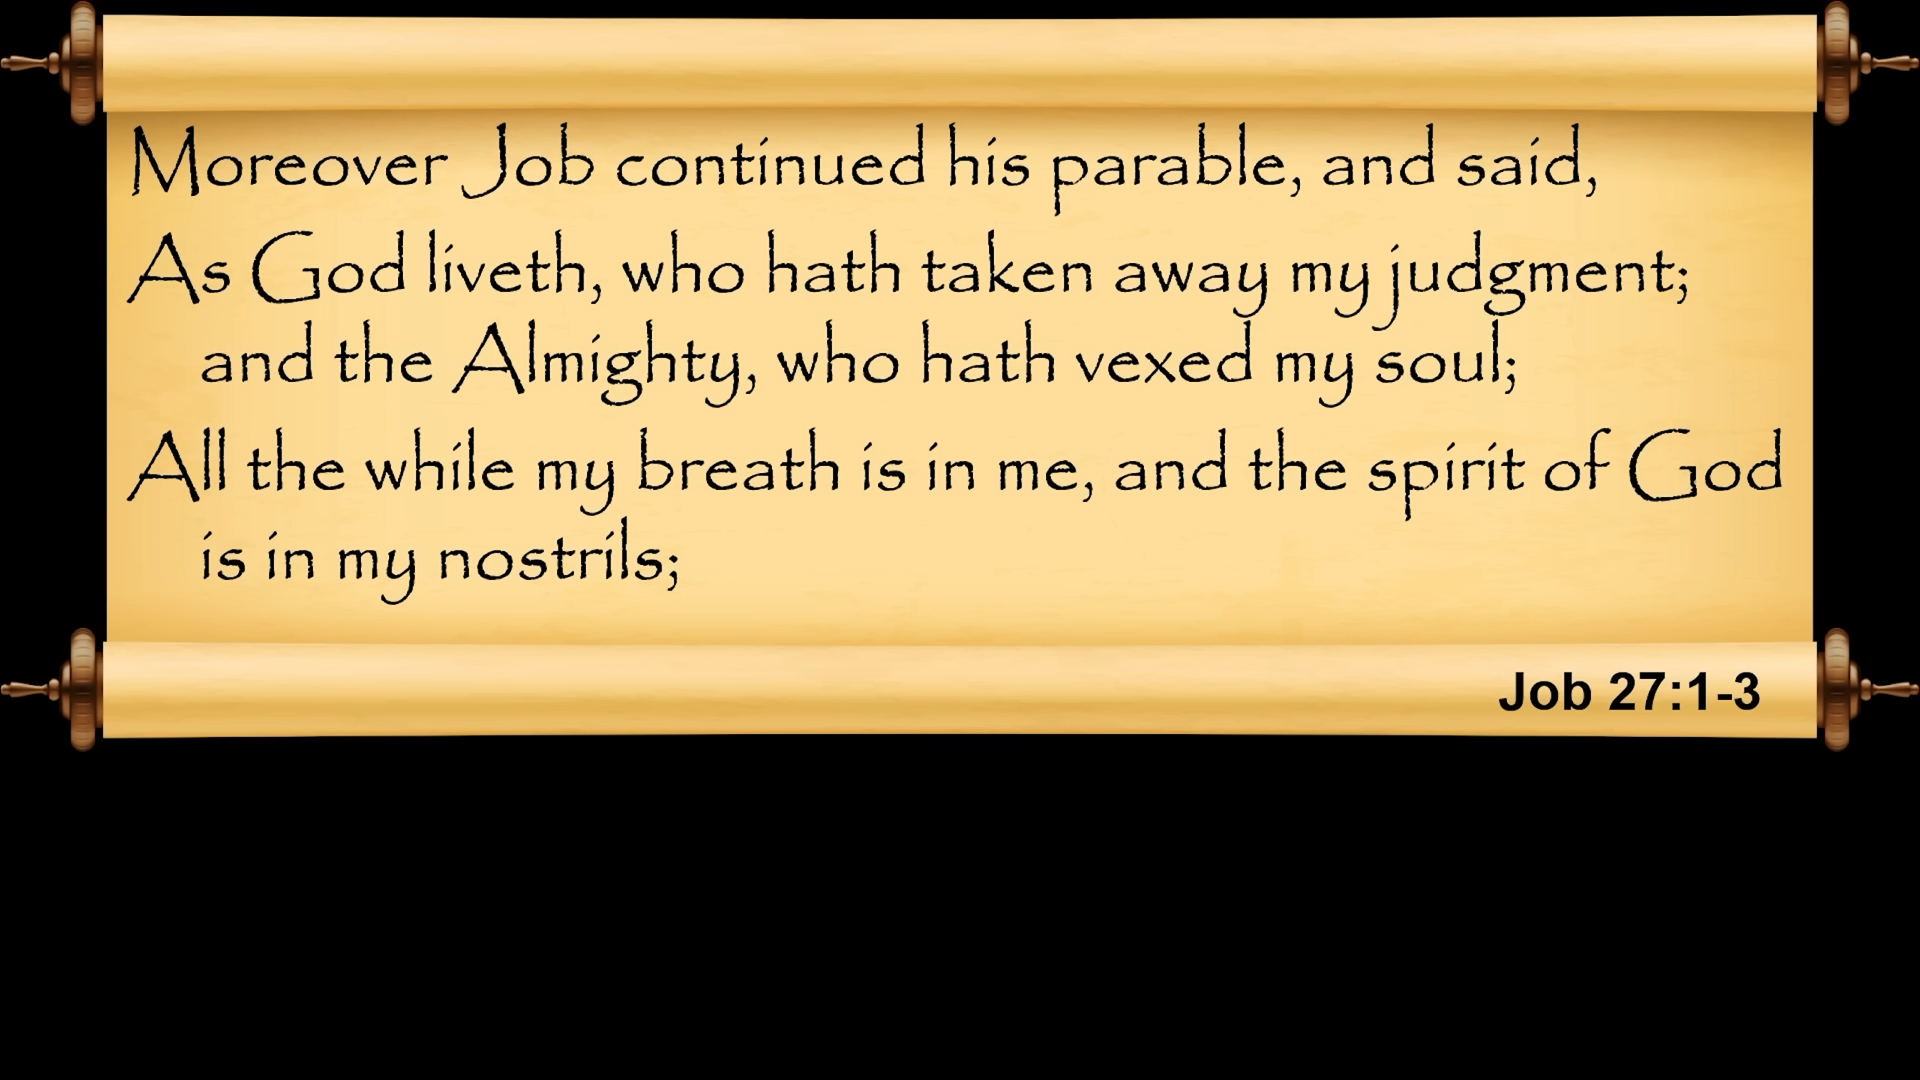 Moreover Job continued his parable, and said,
As God liveth, who hath taken away my judgment;
and the Almighty, who hath vexed my soul;
All the while my breath is in me, and the spirit of God
is in my nostrils;
Job 27:1-3